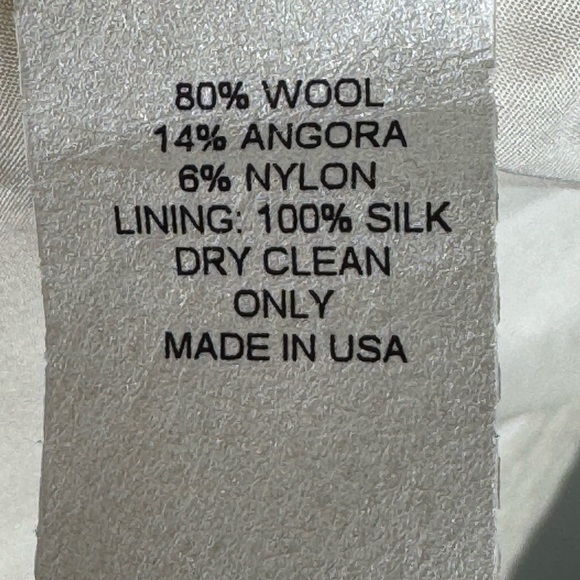 80% WOOL
14% ANGORA
6% NYLON
LINING: 100% SILK
DRY CLEAN
ONLY
MADE IN USA